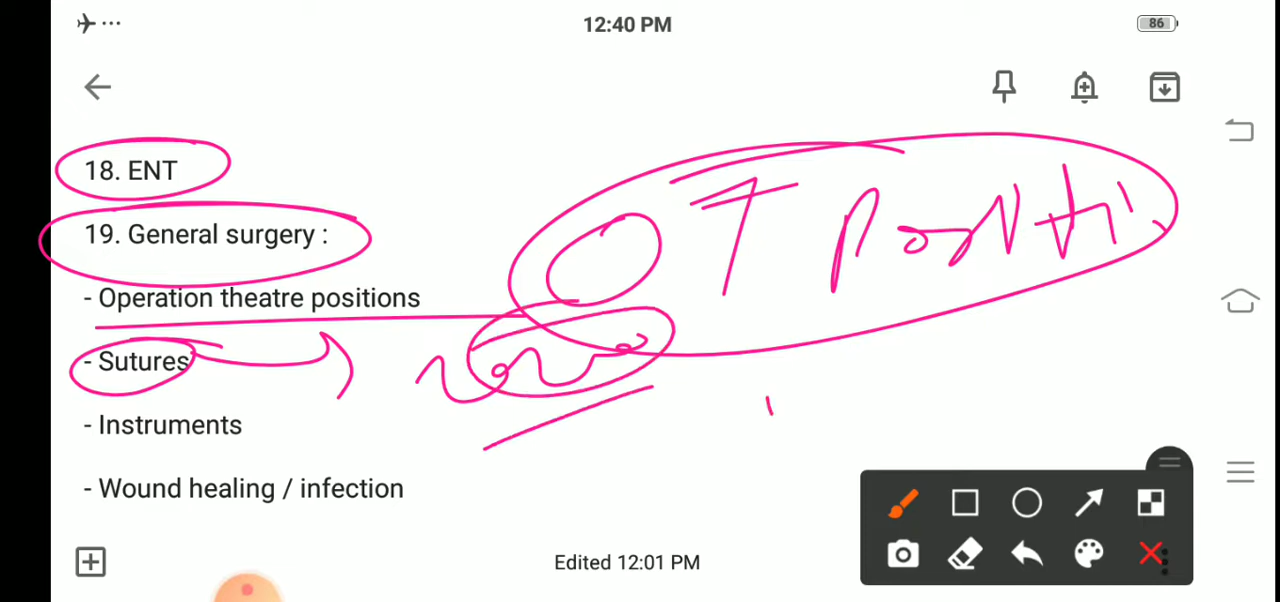 12:40 PM
86
18. ENT
19. General surgery :
OT Positi
- Operation theatre positions
- Sutures
- Instruments
- Wound healing / infection
Edited 12:01 PM